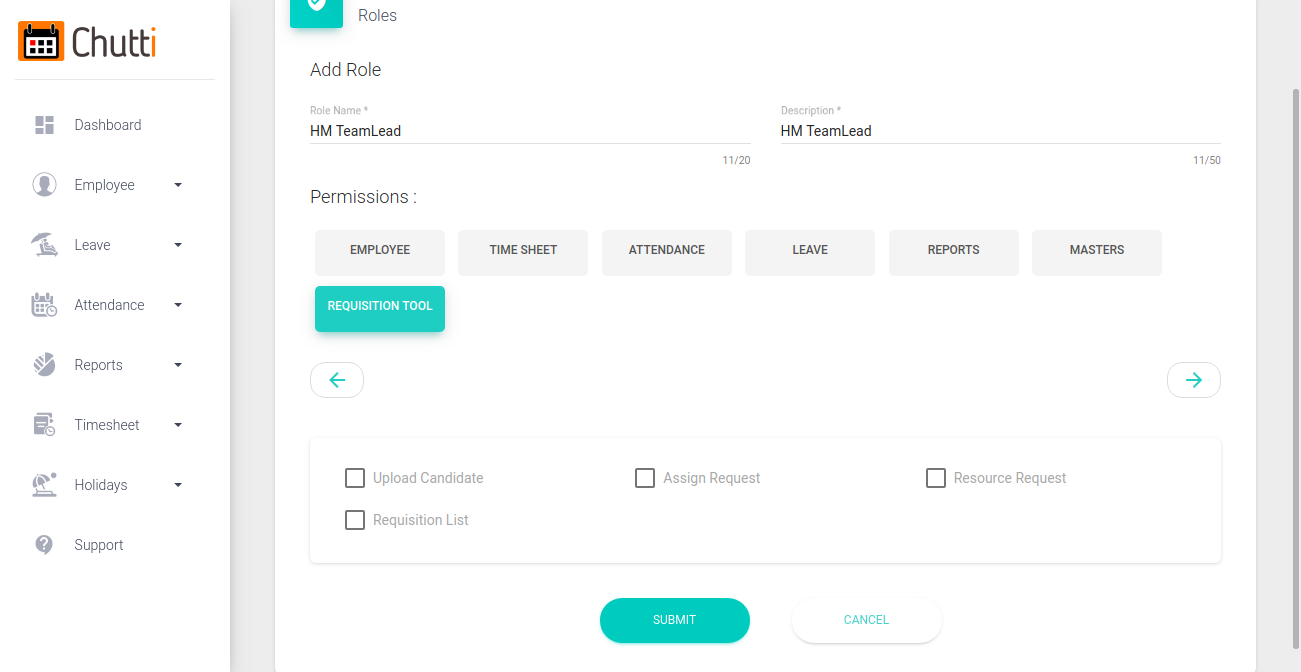 Chutti
Dashboard
Employee
Leave
Attendance
Reports
Timesheet
Holidays
Support
Roles
Add Role
Role Name * Description *
HM TeamLead HM TeamLead
11/20 11/50
Permissions :
EMPLOYEE TIME SHEET ATTENDANCE LEAVE REPORTS MASTERS
REQUISITION TOOL
Upload Candidate Assign Request Resource Request
Requisition List
SUBMIT CANCEL